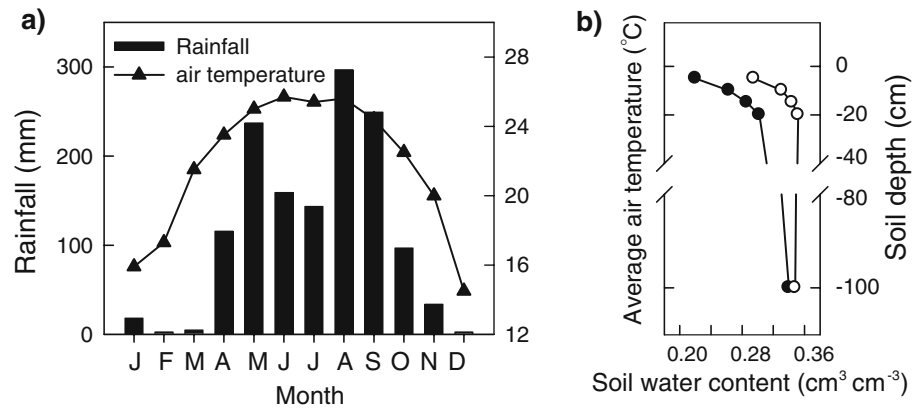 a)
Rainfall
air temperature
300
200
100
0
Rainfall (mm)
28
24
20
16
12
Average air temperature (°C)
J F M A M J J A S O N D
Month
b)
0
-20
-40
-80
-100
Soil depth (cm)
0.20 0.28 0.36
Soil water content (cm³ cm⁻³)